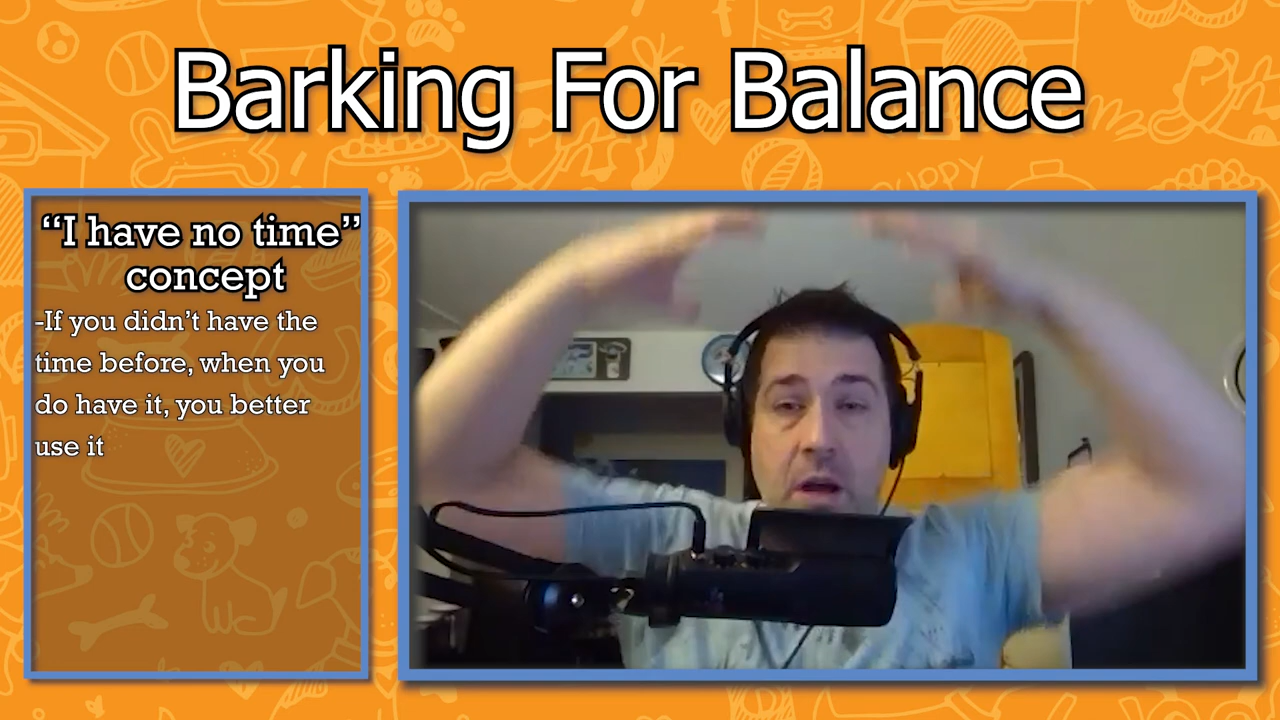 Barking For Balance
PUPPY
“I have no time”
concept
-If you didn’t have the
time before, when you
do have it, you better
use it